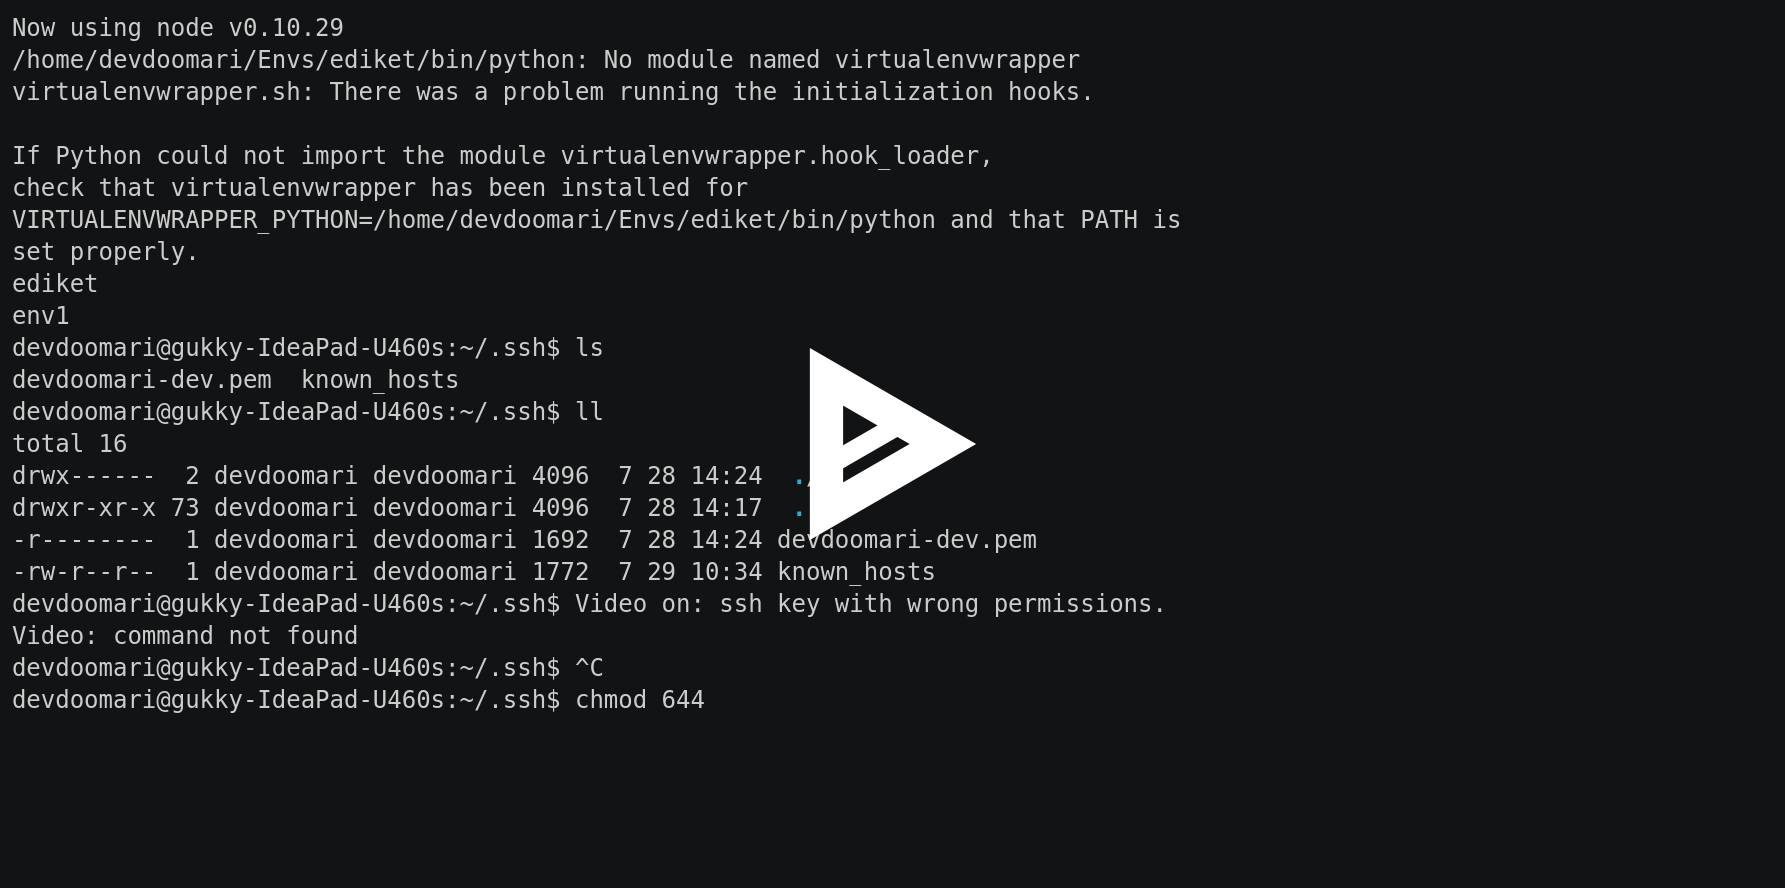 Now using node v0.10.29
/home/devdoomari/Envs/ediket/bin/python: No module named virtualenvwrapper
virtualenvwrapper.sh: There was a problem running the initialization hooks.
If Python could not import the module virtualenvwrapper.hook_loader,
check that virtualenvwrapper has been installed for
VIRTUALENVWRAPPER_PYTHON=/home/devdoomari/Envs/ediket/bin/python and that PATH is
set properly.
ediket
env1
devdoomari@gukky-IdeaPad-U460s:~/.ssh$ ls
devdoomari-dev.pem  known_hosts
devdoomari@gukky-IdeaPad-U460s:~/.ssh$ ll
total 16
drwx------  2 devdoomari devdoomari 4096  7 28 14:24  ./
drwxr-xr-x 73 devdoomari devdoomari 4096  7 28 14:17  .
-r--------  1 devdoomari devdoomari 1692  7 28 14:24 devdoomari-dev.pem
-rw-r--r--  1 devdoomari devdoomari 1772  7 29 10:34 known_hosts
devdoomari@gukky-IdeaPad-U460s:~/.ssh$ Video on: ssh key with wrong permissions.
Video: command not found
devdoomari@gukky-IdeaPad-U460s:~/.ssh$ ^C
devdoomari@gukky-IdeaPad-U460s:~/.ssh$ chmod 644